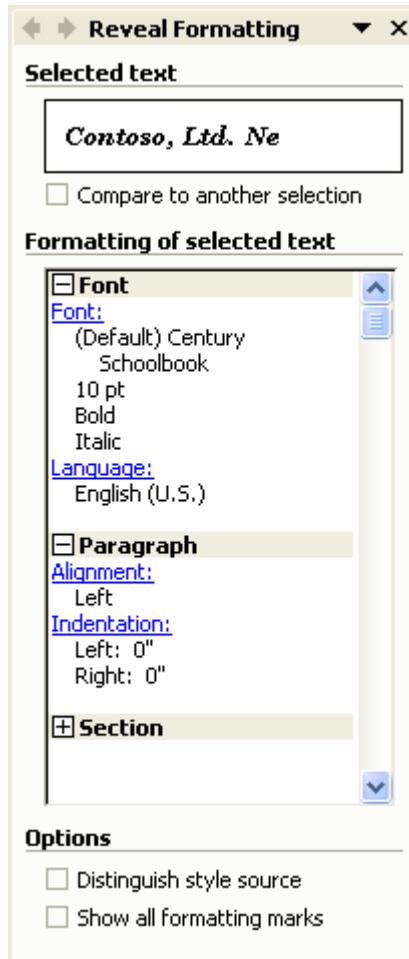 Reveal Formatting
Selected text
Contoso, Ltd. Ne
Compare to another selection
Formatting of selected text
Font
Font:
(Default) Century
Schoolbook
10 pt
Bold
Italic
Language:
English (U.S.)
Paragraph
Alignment:
Left
Indentation:
Left: 0"
Right: 0"
Section
Options
Distinguish style source
Show all formatting marks